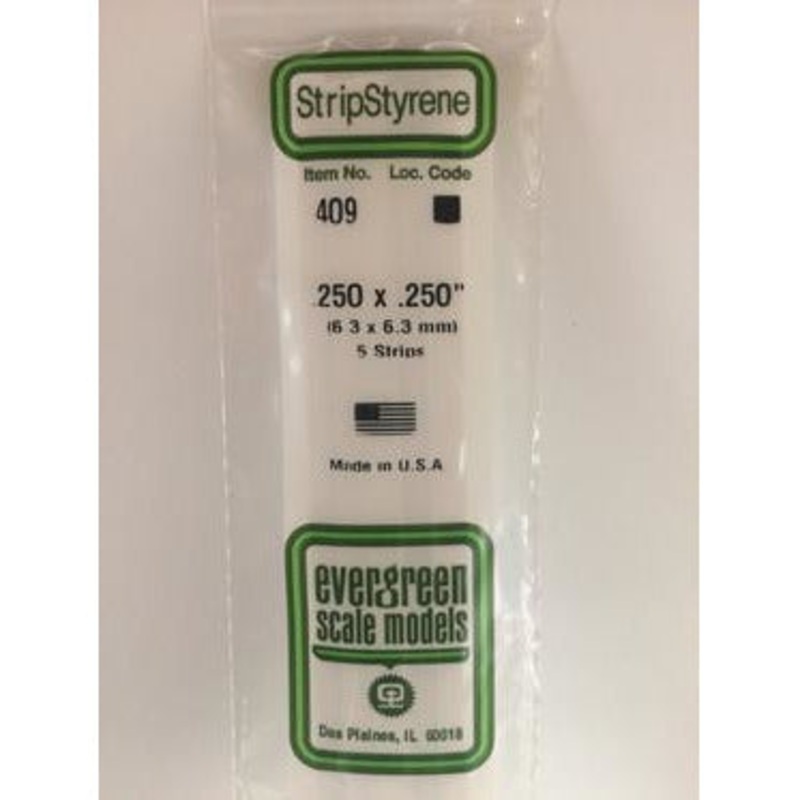 StripStyrene
Item No. Loc. Code
409
.250 x .250"
(6.3 x 6.3 mm)
5 Strips
Made in U.S.A
evergreen
scale models
Des Plaines, IL 60018